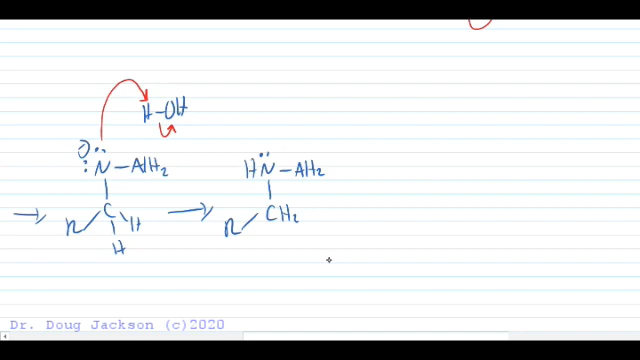 H-OH
⊖ :N̈-AlH2
HN̈-AlH2
C H
R
H
CH2
R
Dr. Doug Jackson (c)2020